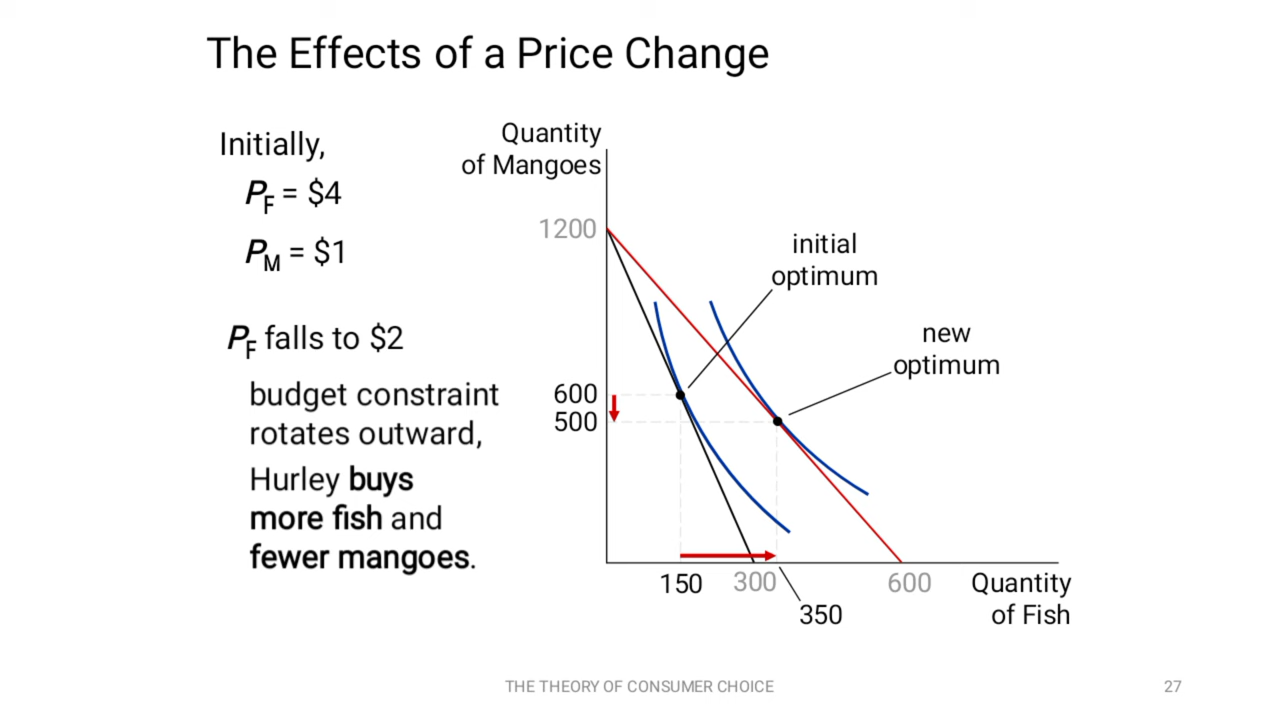 The Effects of a Price Change
Initially,
PF = $4
PM = $1
PF falls to $2
budget constraint
rotates outward,
Hurley buys
more fish and
fewer mangoes.
Quantity
of Mangoes
1200
600
500
initial
optimum
new
optimum
150
300
350
600
Quantity
of Fish
THE THEORY OF CONSUMER CHOICE
27